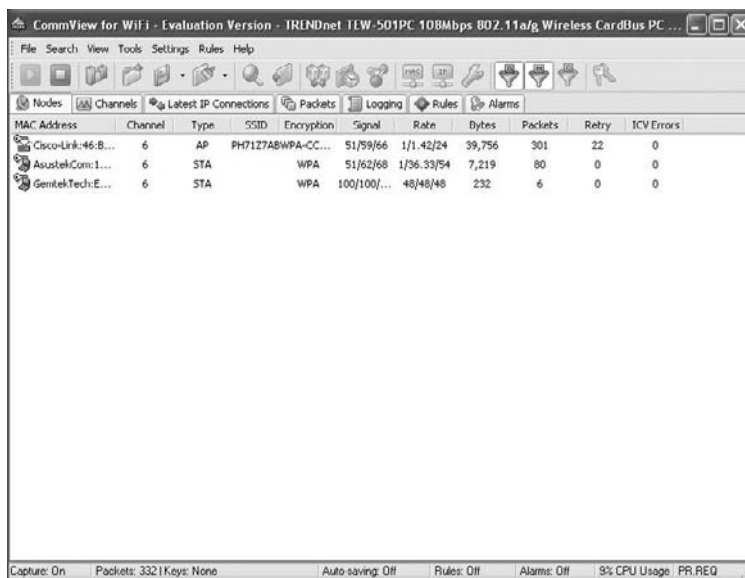 CommView for WiFi - Evaluation Version - TRENDnet TEW-501PC 108Mbps 802.11a/g Wireless CardBus PC ...
File Search View Tools Settings Rules Help
MAC IP
Nodes Channels Latest IP Connections Packets Logging Rules Alarms
MAC Address Channel Type SSID Encryption Signal Rate Bytes Packets Retry ICV Errors
Cisco-Link:46:B... 6 AP PH71Z7AB WPA-CC... 51/59/66 1/1.42/24 39,756 301 22 0
AsustekCom:1... 6 STA WPA 51/62/68 1/36.33/54 7,219 80 0 0
GemtekTech:E... 6 STA WPA 100/100/... 48/48/48 232 6 0 0
Capture: On Packets: 332 | Keys: None Auto-saving: Off Rules: Off Alarms: Off 9% CPU Usage PR.REQ